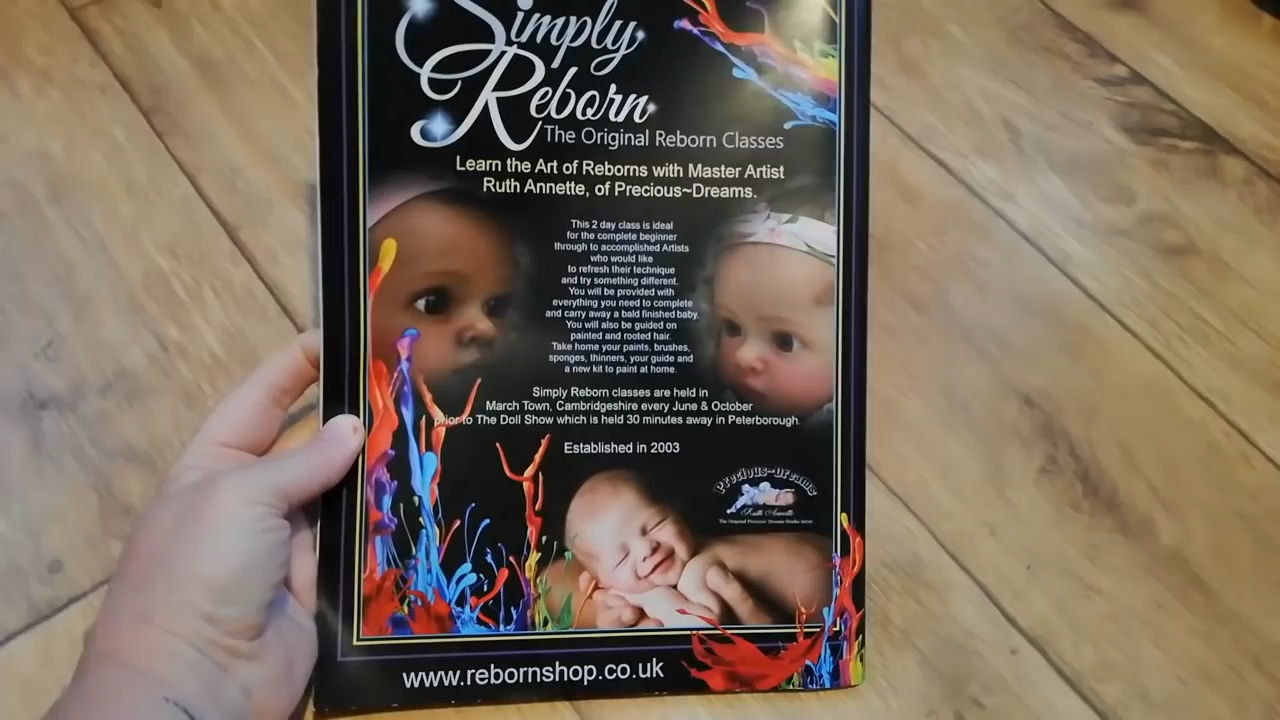 Simply
Reborn
The Original Reborn Classes
Learn the Art of Reborns with Master Artist
Ruth Annette, of Precious~Dreams.
This 2 day class is ideal
for the complete beginner
through to accomplished Artists
who would like
to refresh their technique
and try something different.
You will be provided with
everything you need to complete
and carry away a bald finished baby.
You will also be guided on
painted and rooted hair.
Take home your paints, brushes,
sponges, thinners, your guide and
a new kit to paint at home.
Simply Reborn classes are held in
March Town, Cambridgeshire every June & October
prior to The Doll Show which is held 30 minutes away in Peterborough.
Established in 2003
Precious~Dreams
Ruth Annette
www.rebornshop.co.uk